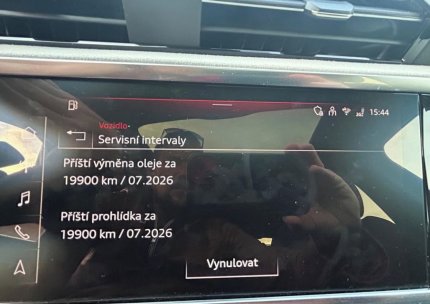 15:44
Vozidlo
Servisní intervaly
Příští výměna oleje za
19900 km / 07.2026
Příští prohlídka za
19900 km / 07.2026
Vynulovat